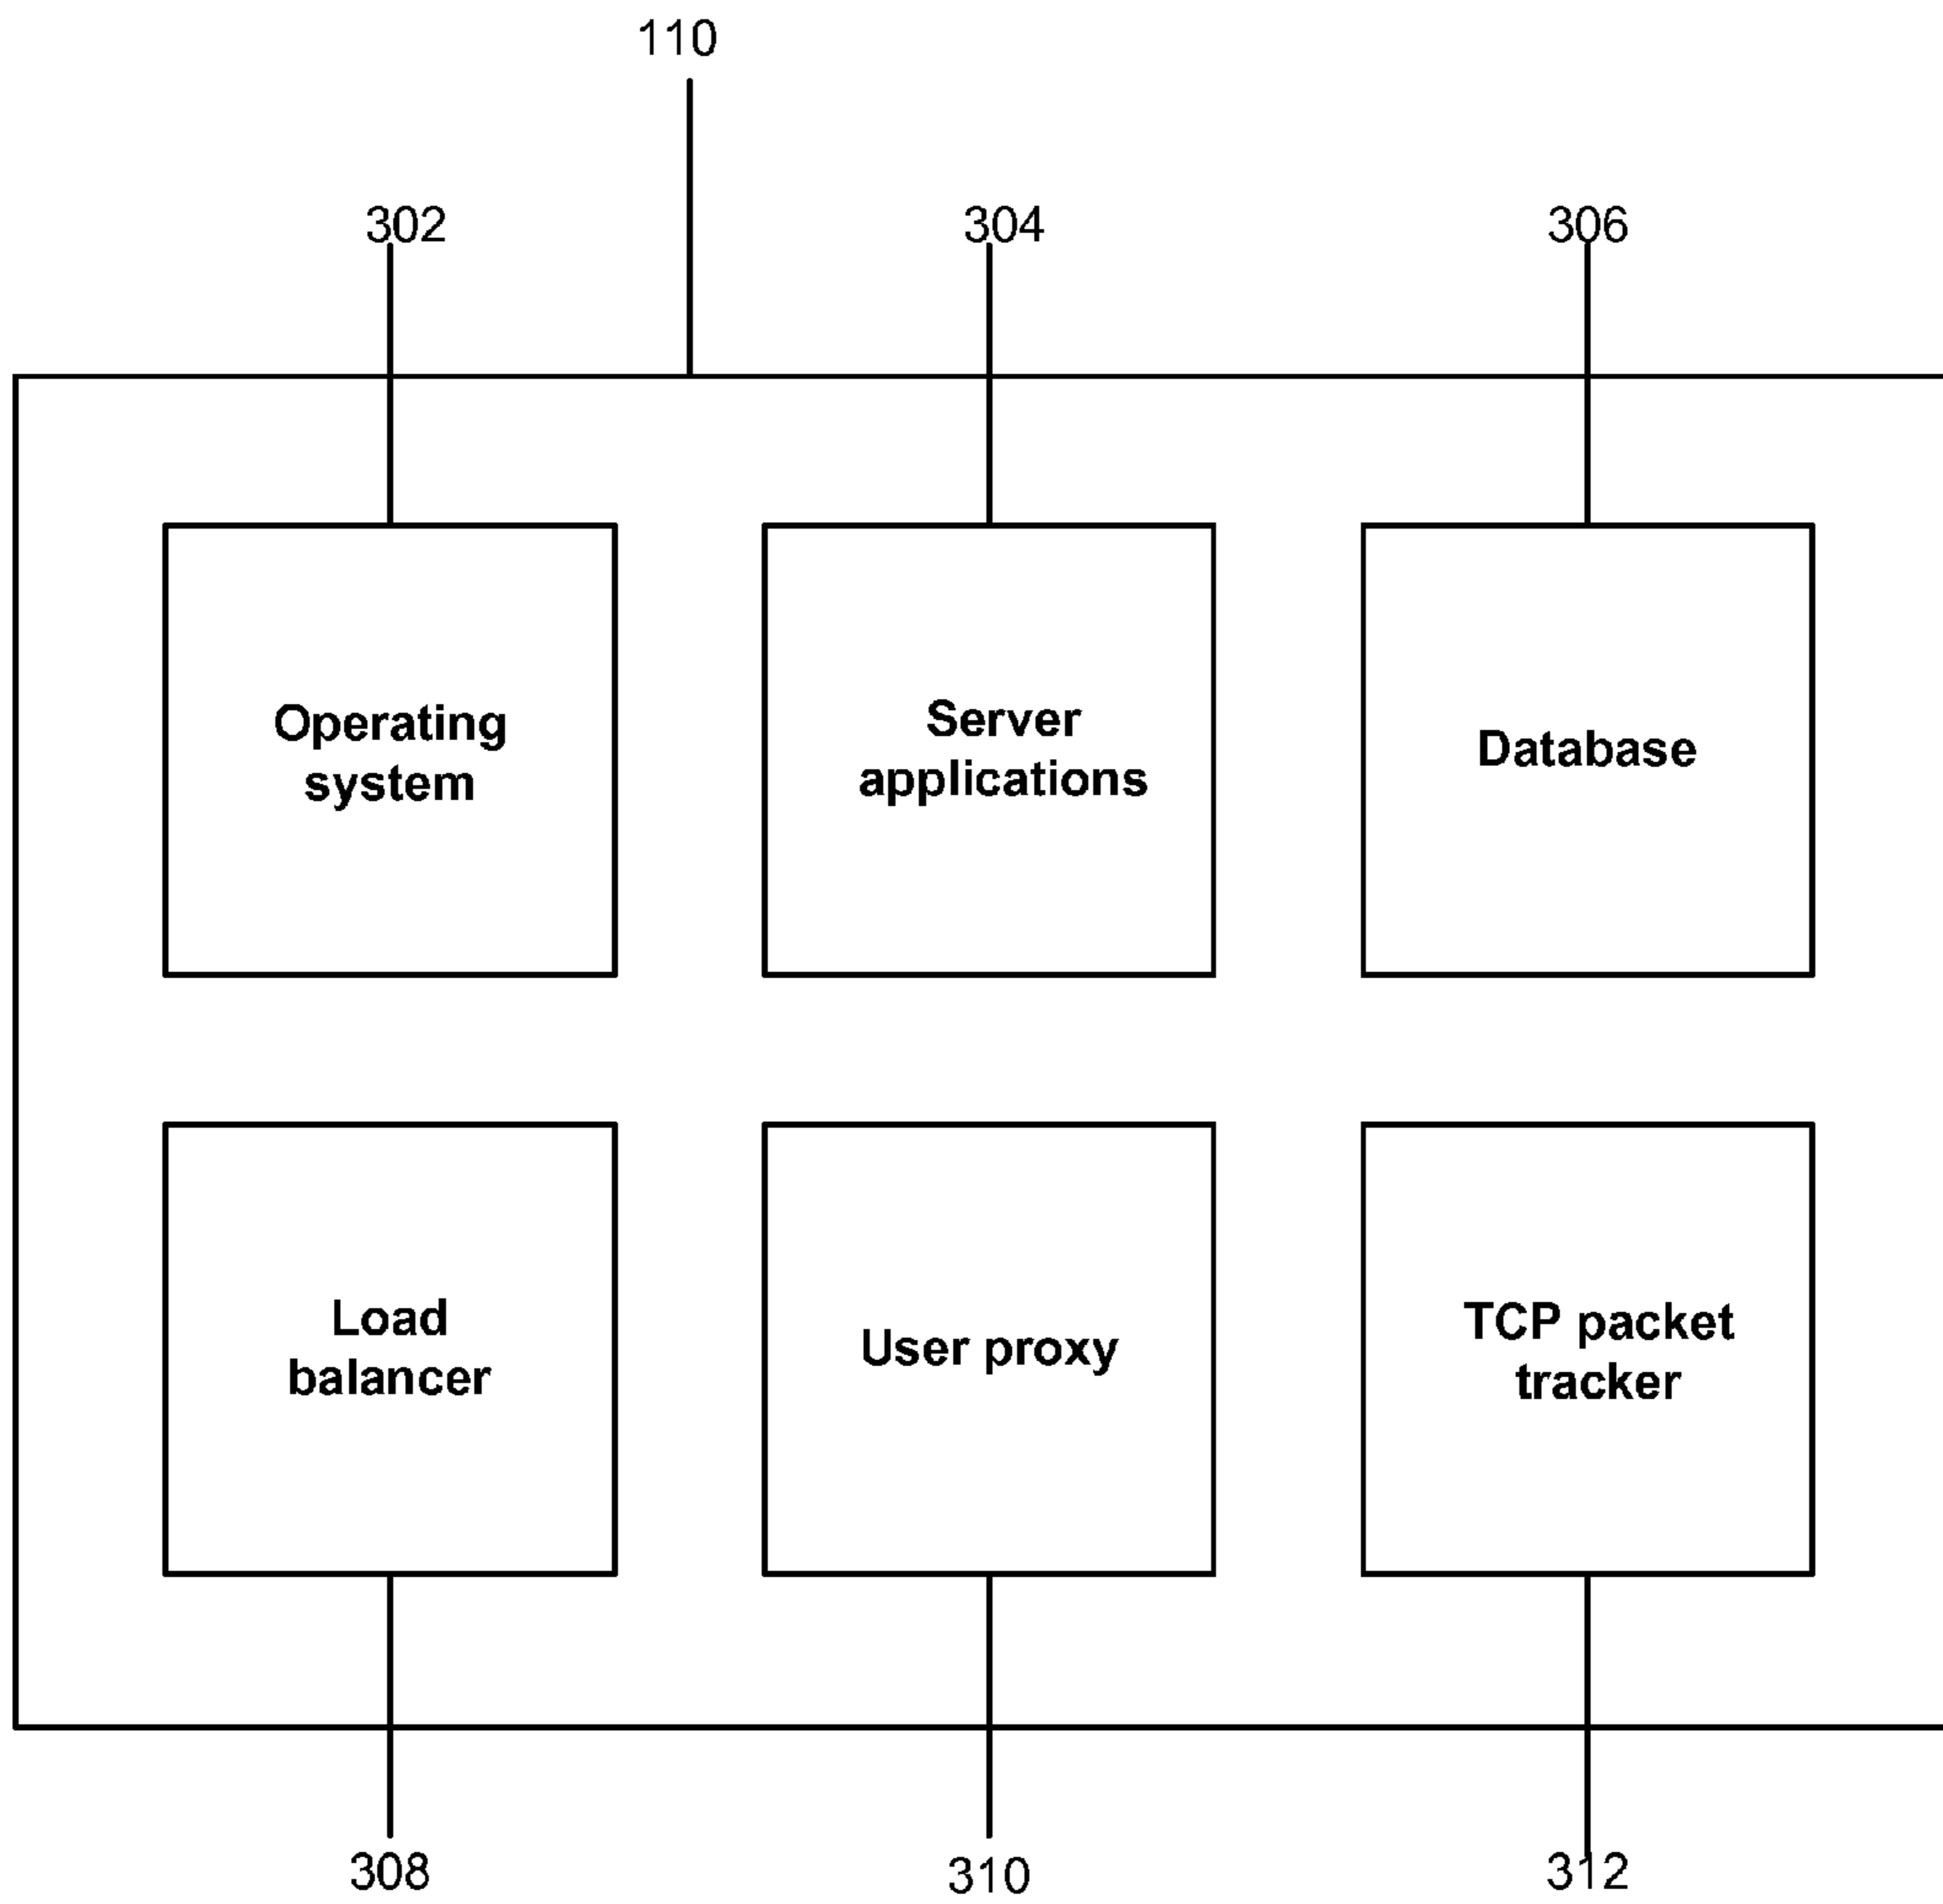 110
302
304
306
Operating
system
Server
applications
Database
Load
balancer
User proxy
TCP packet
tracker
308
310
312